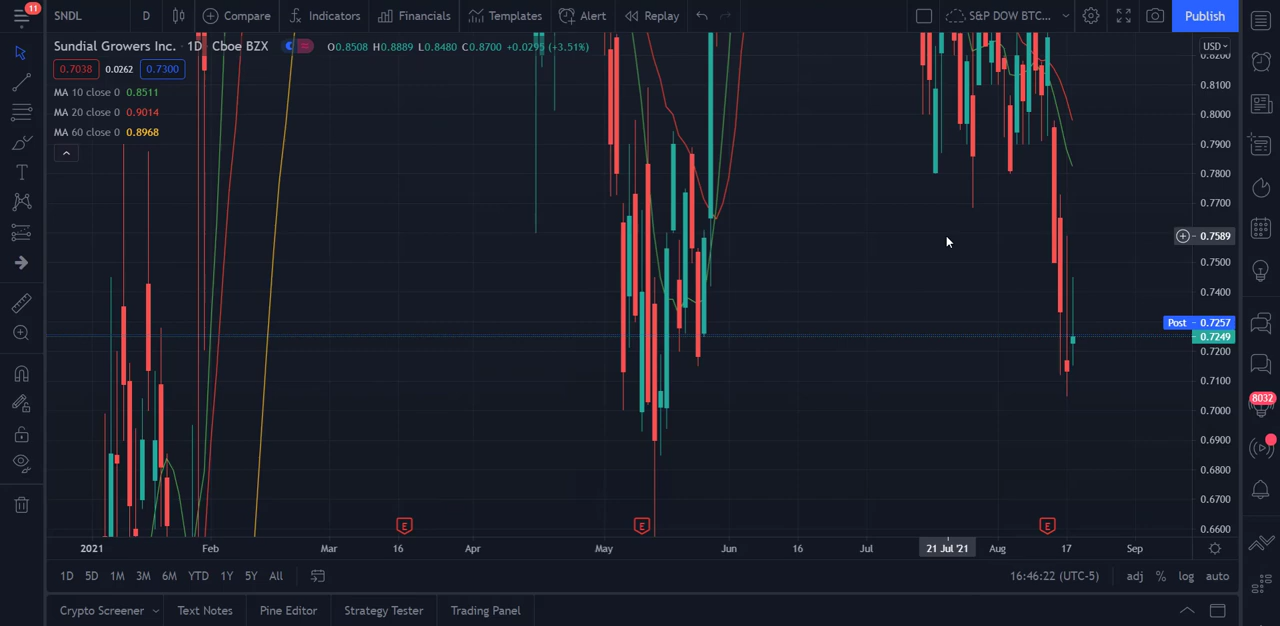 11
SNDL D Compare Indicators Financials Templates Alert Replay S&P DOW BTC... Publish
Sundial Growers Inc. · 1D · Cboe BZX O0.8508 H0.8889 L0.8480 C0.8700 +0.0295 (+3.51%)
USD
0.7038 0.0262 0.7300
MA 10 close 0 0.8511
MA 20 close 0 0.9014
MA 60 close 0 0.8968
0.8200
0.8100
0.8000
0.7900
0.7800
0.7700
0.7589
0.7500
0.7400
Post 0.7257
0.7249
0.7200
0.7100
0.7000
0.6900
0.6800
0.6700
0.6600
8032
E E E
2021 Feb Mar 16 Apr May Jun 16 Jul 21 Jul '21 Aug 17 Sep
1D 5D 1M 3M 6M YTD 1Y 5Y All 16:46:22 (UTC-5) adj % log auto
Crypto Screener Text Notes Pine Editor Strategy Tester Trading Panel